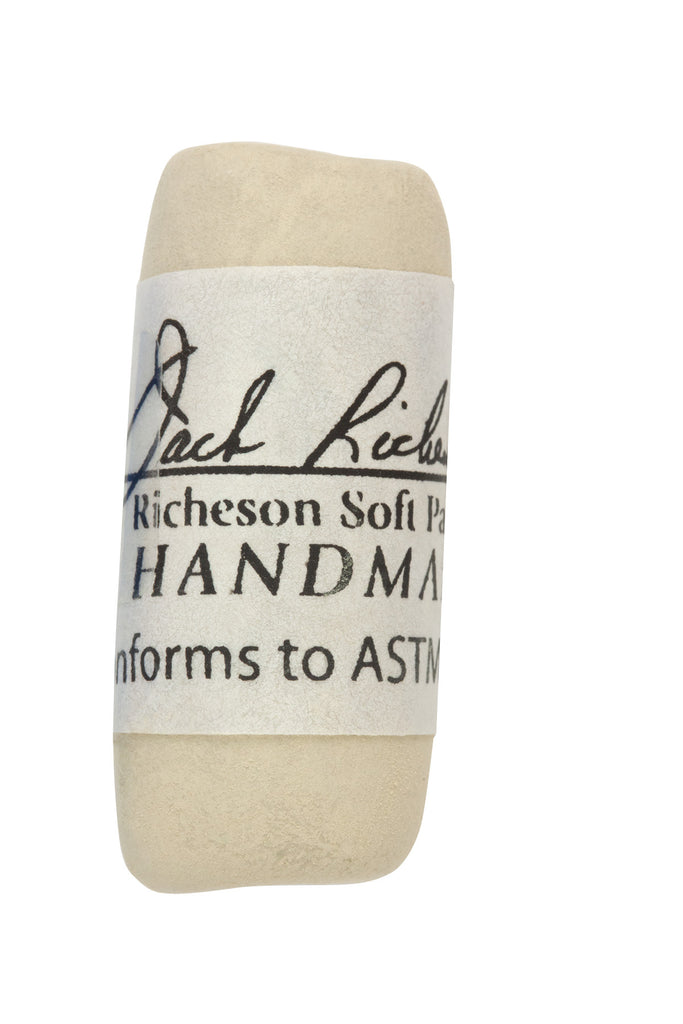 Jack Riche
Richeson Soft Pa
HANDMA
nforms to ASTM